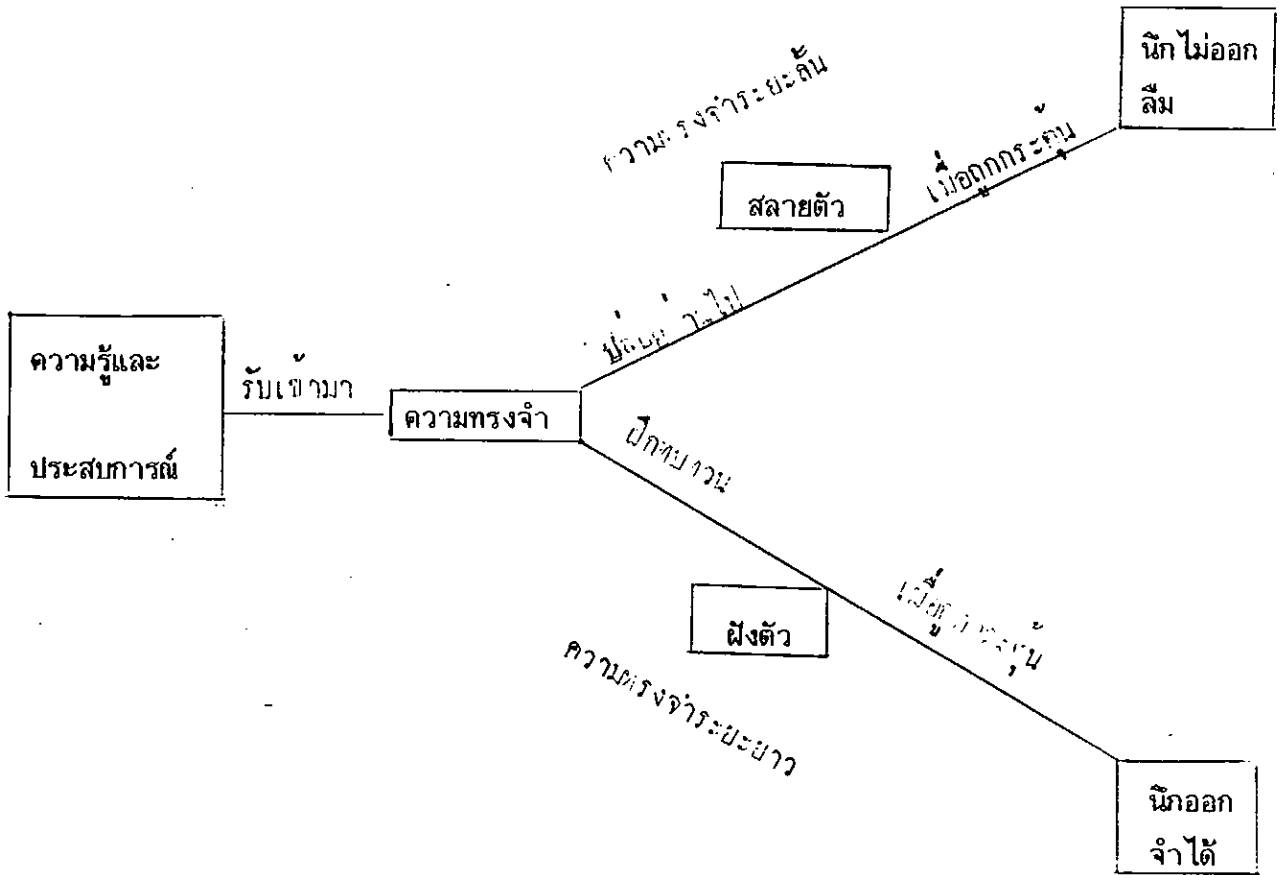 นึกไม่ออก
ลืม
ความทรงจำระยะสั้น
เมื่อถูกกระตุ้น
สลายตัว
ปล่อยผ่านไป
ความรู้และ
ประสบการณ์
รับเข้ามา
ความทรงจำ
ฝึกทบทวน
เมื่อถูกกระตุ้น
ฝังตัว
ความทรงจำระยะยาว
นึกออก
จำได้